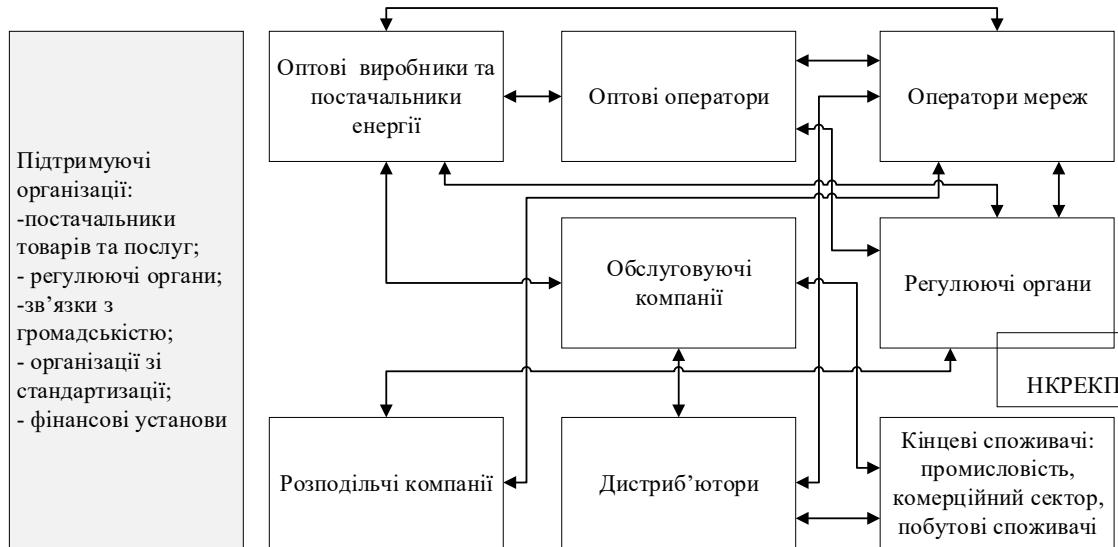 Підтримуючі
організації:
-постачальники
товарів та послуг;
- регулюючі органи;
-зв’язки з
громадськістю;
- організації зі
стандартизації;
- фінансові установи
Оптові виробники та
постачальники
енергії
Оптові оператори
Оператори мереж
Обслуговуючі
компанії
Регулюючі органи
НКРЕКП
Розподільчі компанії
Дистриб’ютори
Кінцеві споживачі:
промисловість,
комерційний сектор,
побутові споживачі